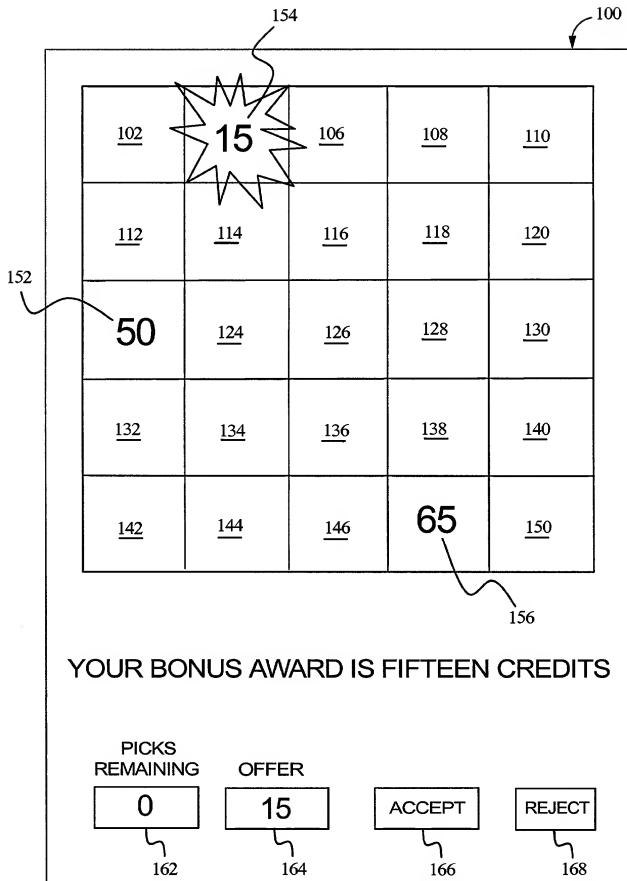 154
100
102 15 106 108 110
112 114 116 118 120
152
50 124 126 128 130
132 134 136 138 140
142 144 146 65 150
156
YOUR BONUS AWARD IS FIFTEEN CREDITS
PICKS
REMAINING OFFER
0 15 ACCEPT REJECT
162 164 166 168